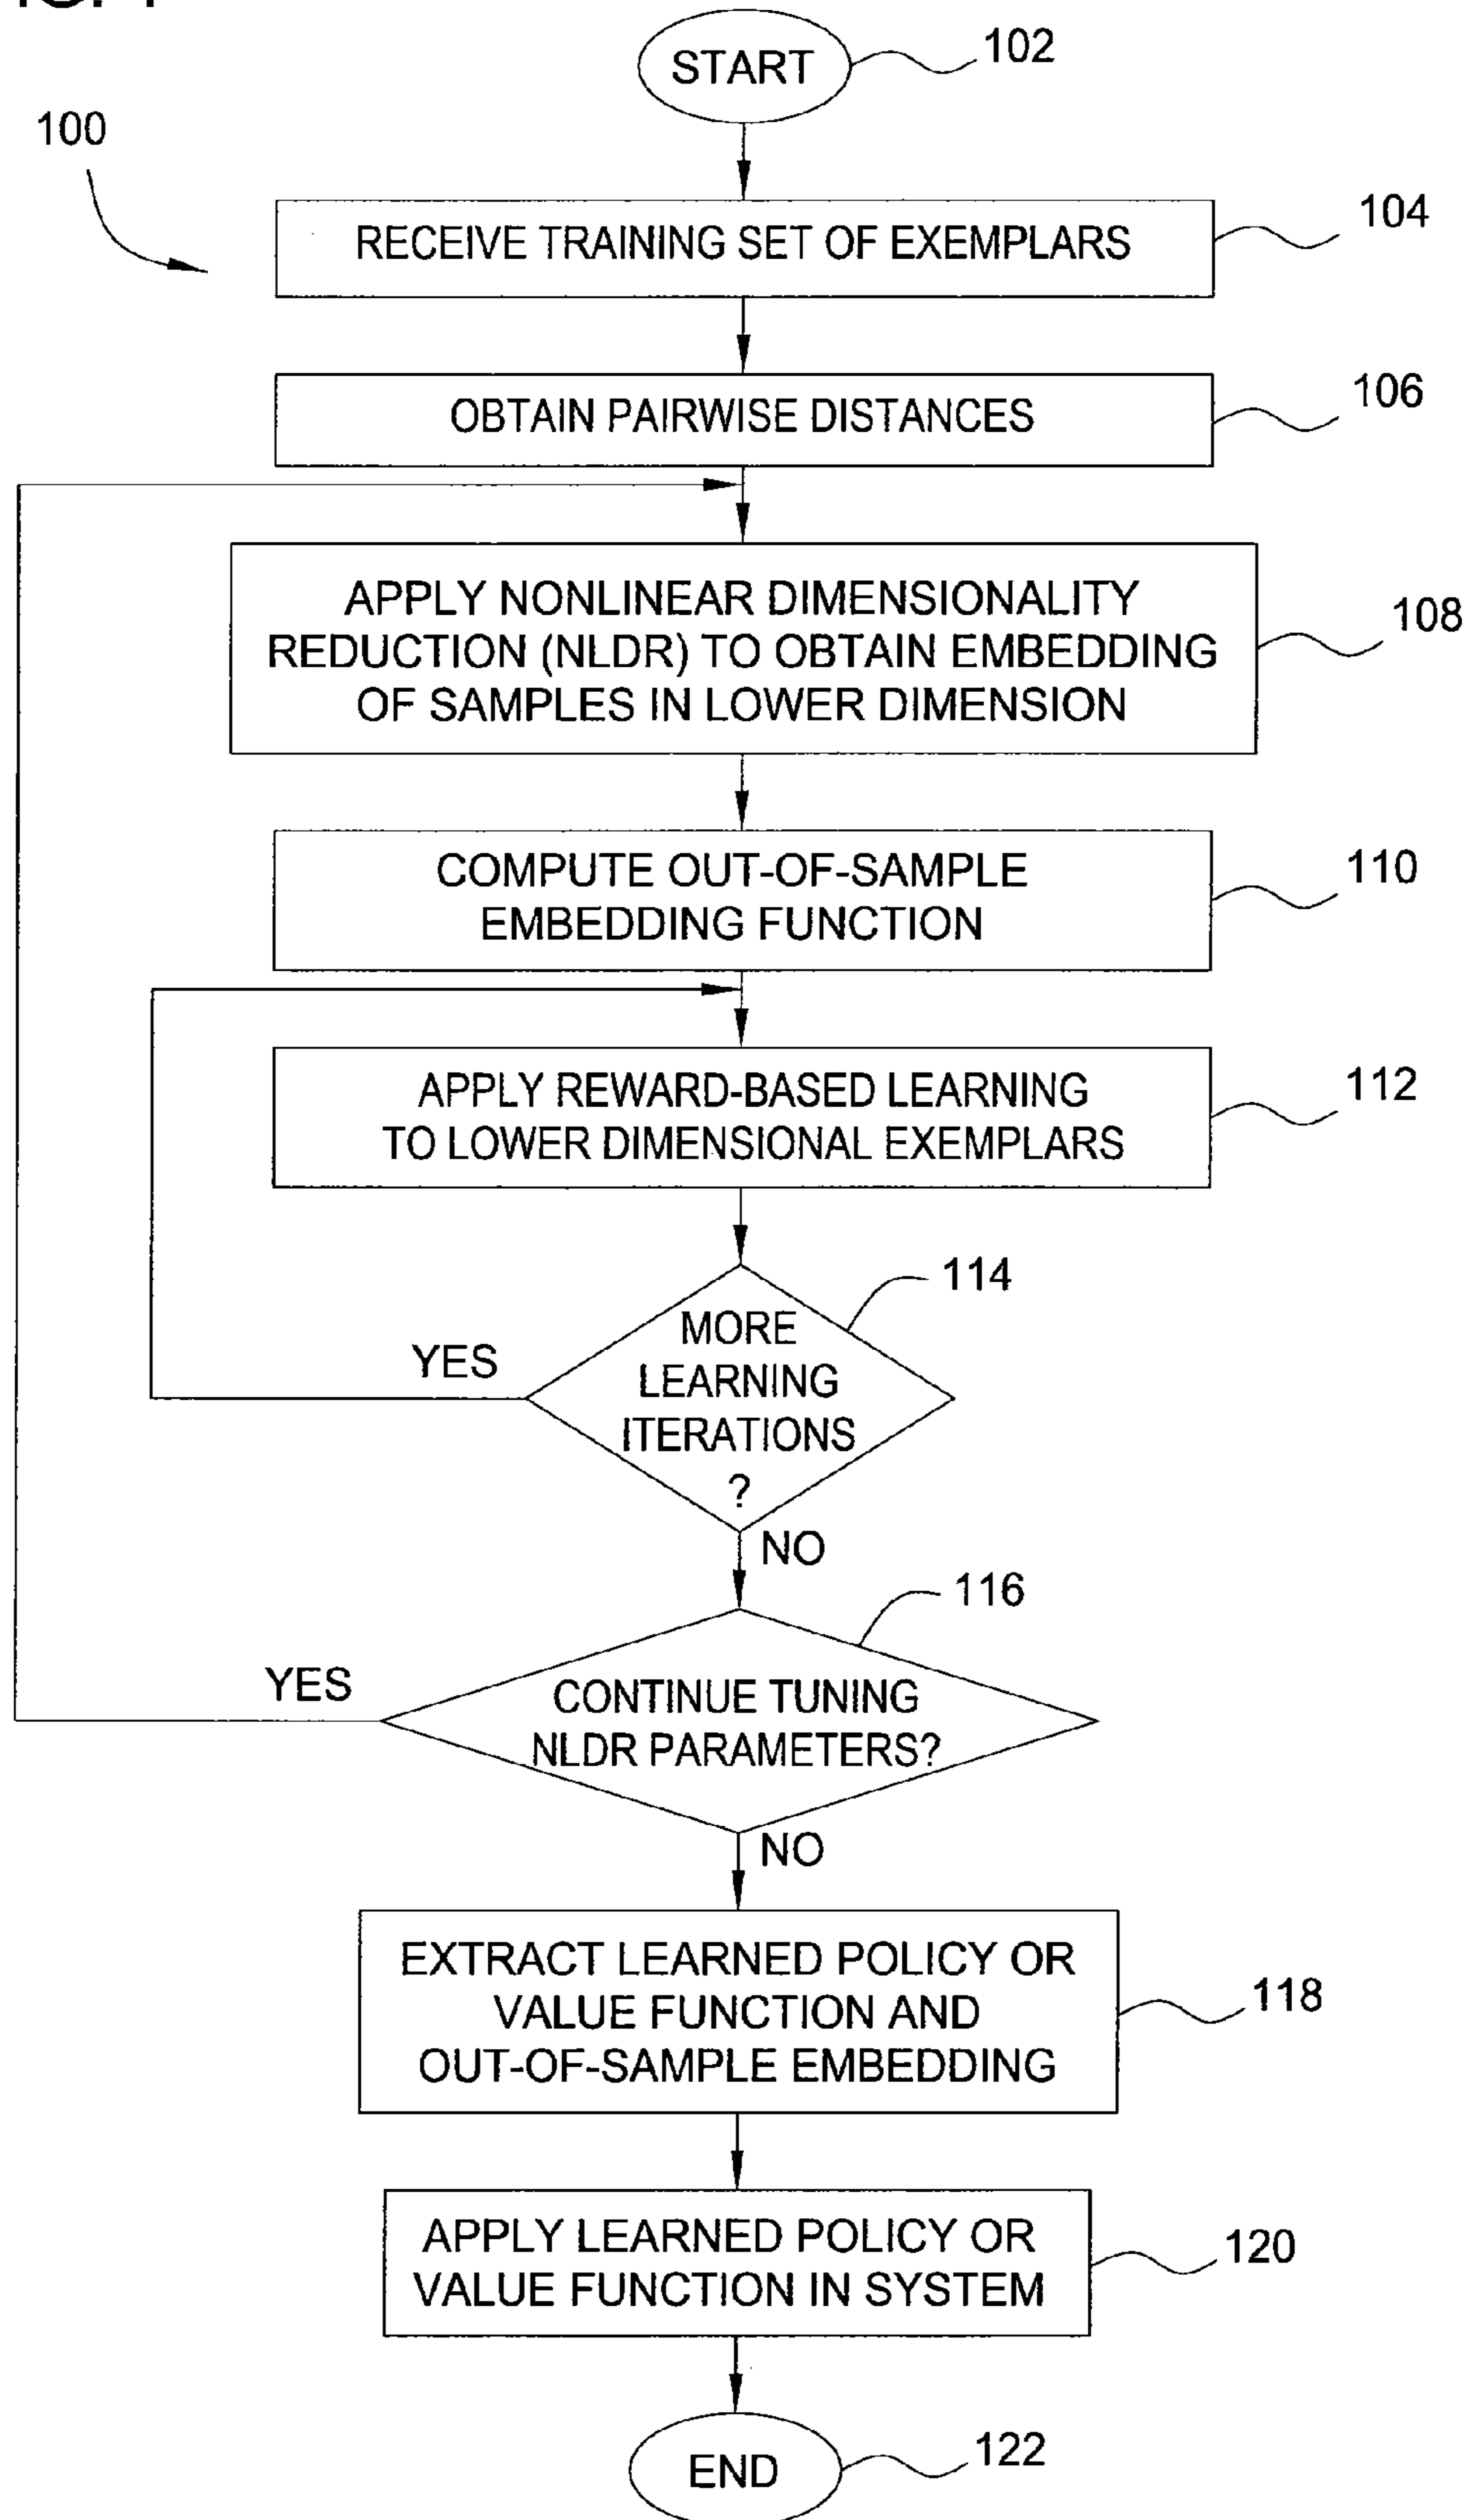 START
102
100
RECEIVE TRAINING SET OF EXEMPLARS
104
OBTAIN PAIRWISE DISTANCES
106
APPLY NONLINEAR DIMENSIONALITY
REDUCTION (NLDR) TO OBTAIN EMBEDDING
OF SAMPLES IN LOWER DIMENSION
108
COMPUTE OUT-OF-SAMPLE
EMBEDDING FUNCTION
110
APPLY REWARD-BASED LEARNING
TO LOWER DIMENSIONAL EXEMPLARS
112
114
MORE
LEARNING
ITERATIONS
?
YES
NO
116
CONTINUE TUNING
NLDR PARAMETERS?
YES
NO
EXTRACT LEARNED POLICY OR
VALUE FUNCTION AND
OUT-OF-SAMPLE EMBEDDING
118
APPLY LEARNED POLICY OR
VALUE FUNCTION IN SYSTEM
120
END
122